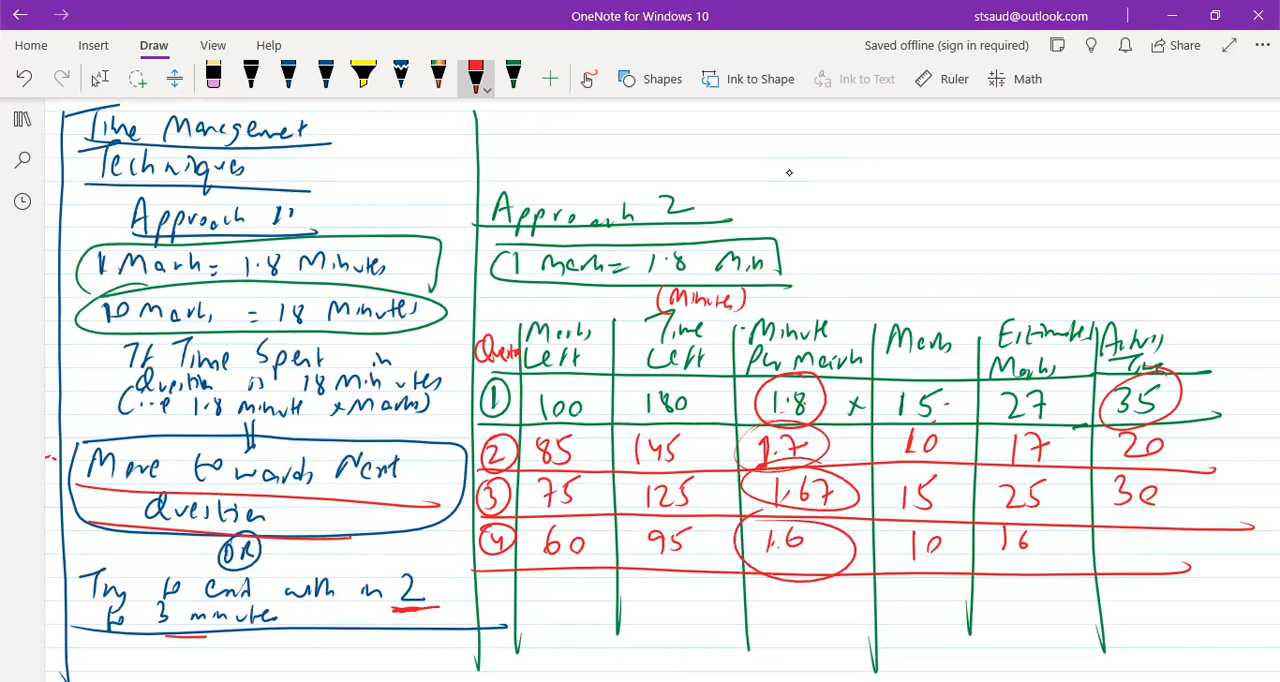 OneNote for Windows 10
stsaud@outlook.com
Home Insert Draw View Help
Saved offline (sign in required)
Share
Shapes
Ink to Shape
Ink to Text
Ruler
Math
Time Managemet
Techniques
Approach 1:
1 Mark = 1.8 Minutes
10 Marks = 18 Minutes
If Time Spent in
Question is 18 Minutes
(i.e 1.8 minute × Marks)
Move towards Next
Question
OR
Try to end with in 2
to 3 minutes
Approach 2
1 mark = 1.8 Min
(Minutes)
Marks Left Time Left Minute Per Mark Marks Estimated Marks
1 100 180 1.8 × 15 27 35
2 85 145 1.7 10 17 20
3 75 125 1.67 15 25 30
4 60 95 1.6 10 16